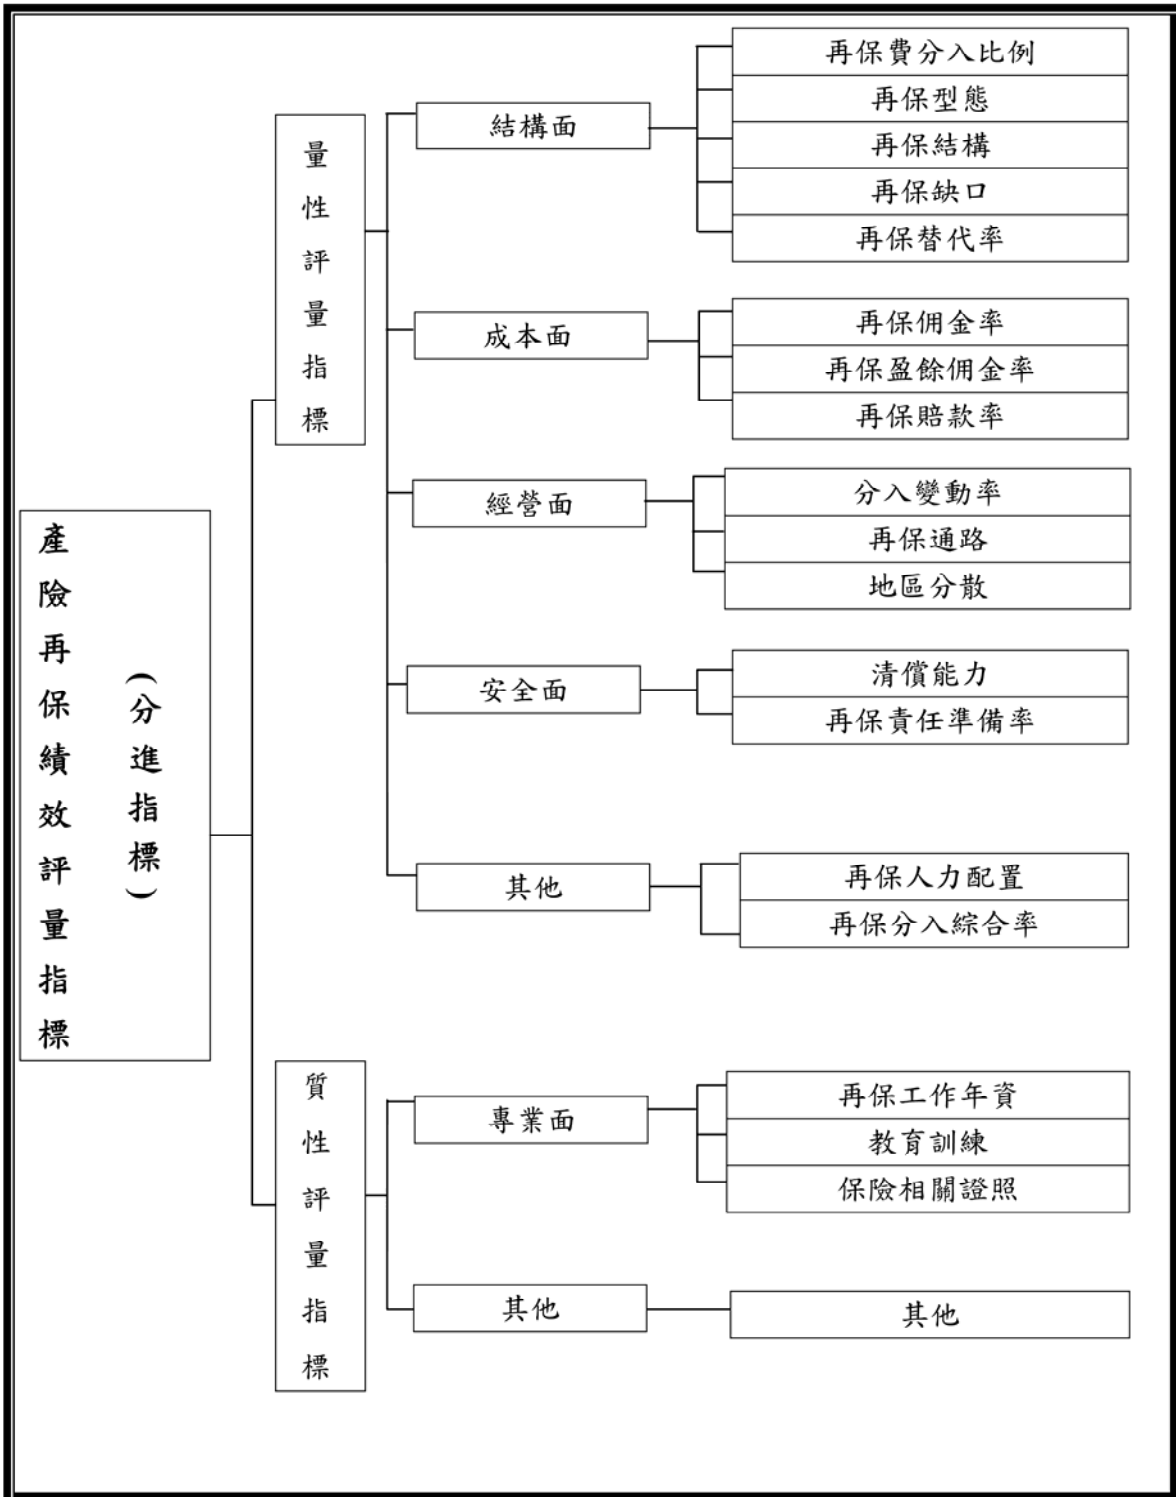 產險再保績效評量指標
(分進指標)
量性評量指標
結構面
再保費分入比例
再保型態
再保結構
再保缺口
再保替代率
成本面
再保佣金率
再保盈餘佣金率
再保賠款率
經營面
分入變動率
再保通路
地區分散
安全面
清償能力
再保責任準備率
其他
再保人力配置
再保分入綜合率
質性評量指標
專業面
再保工作年資
教育訓練
保險相關證照
其他
其他